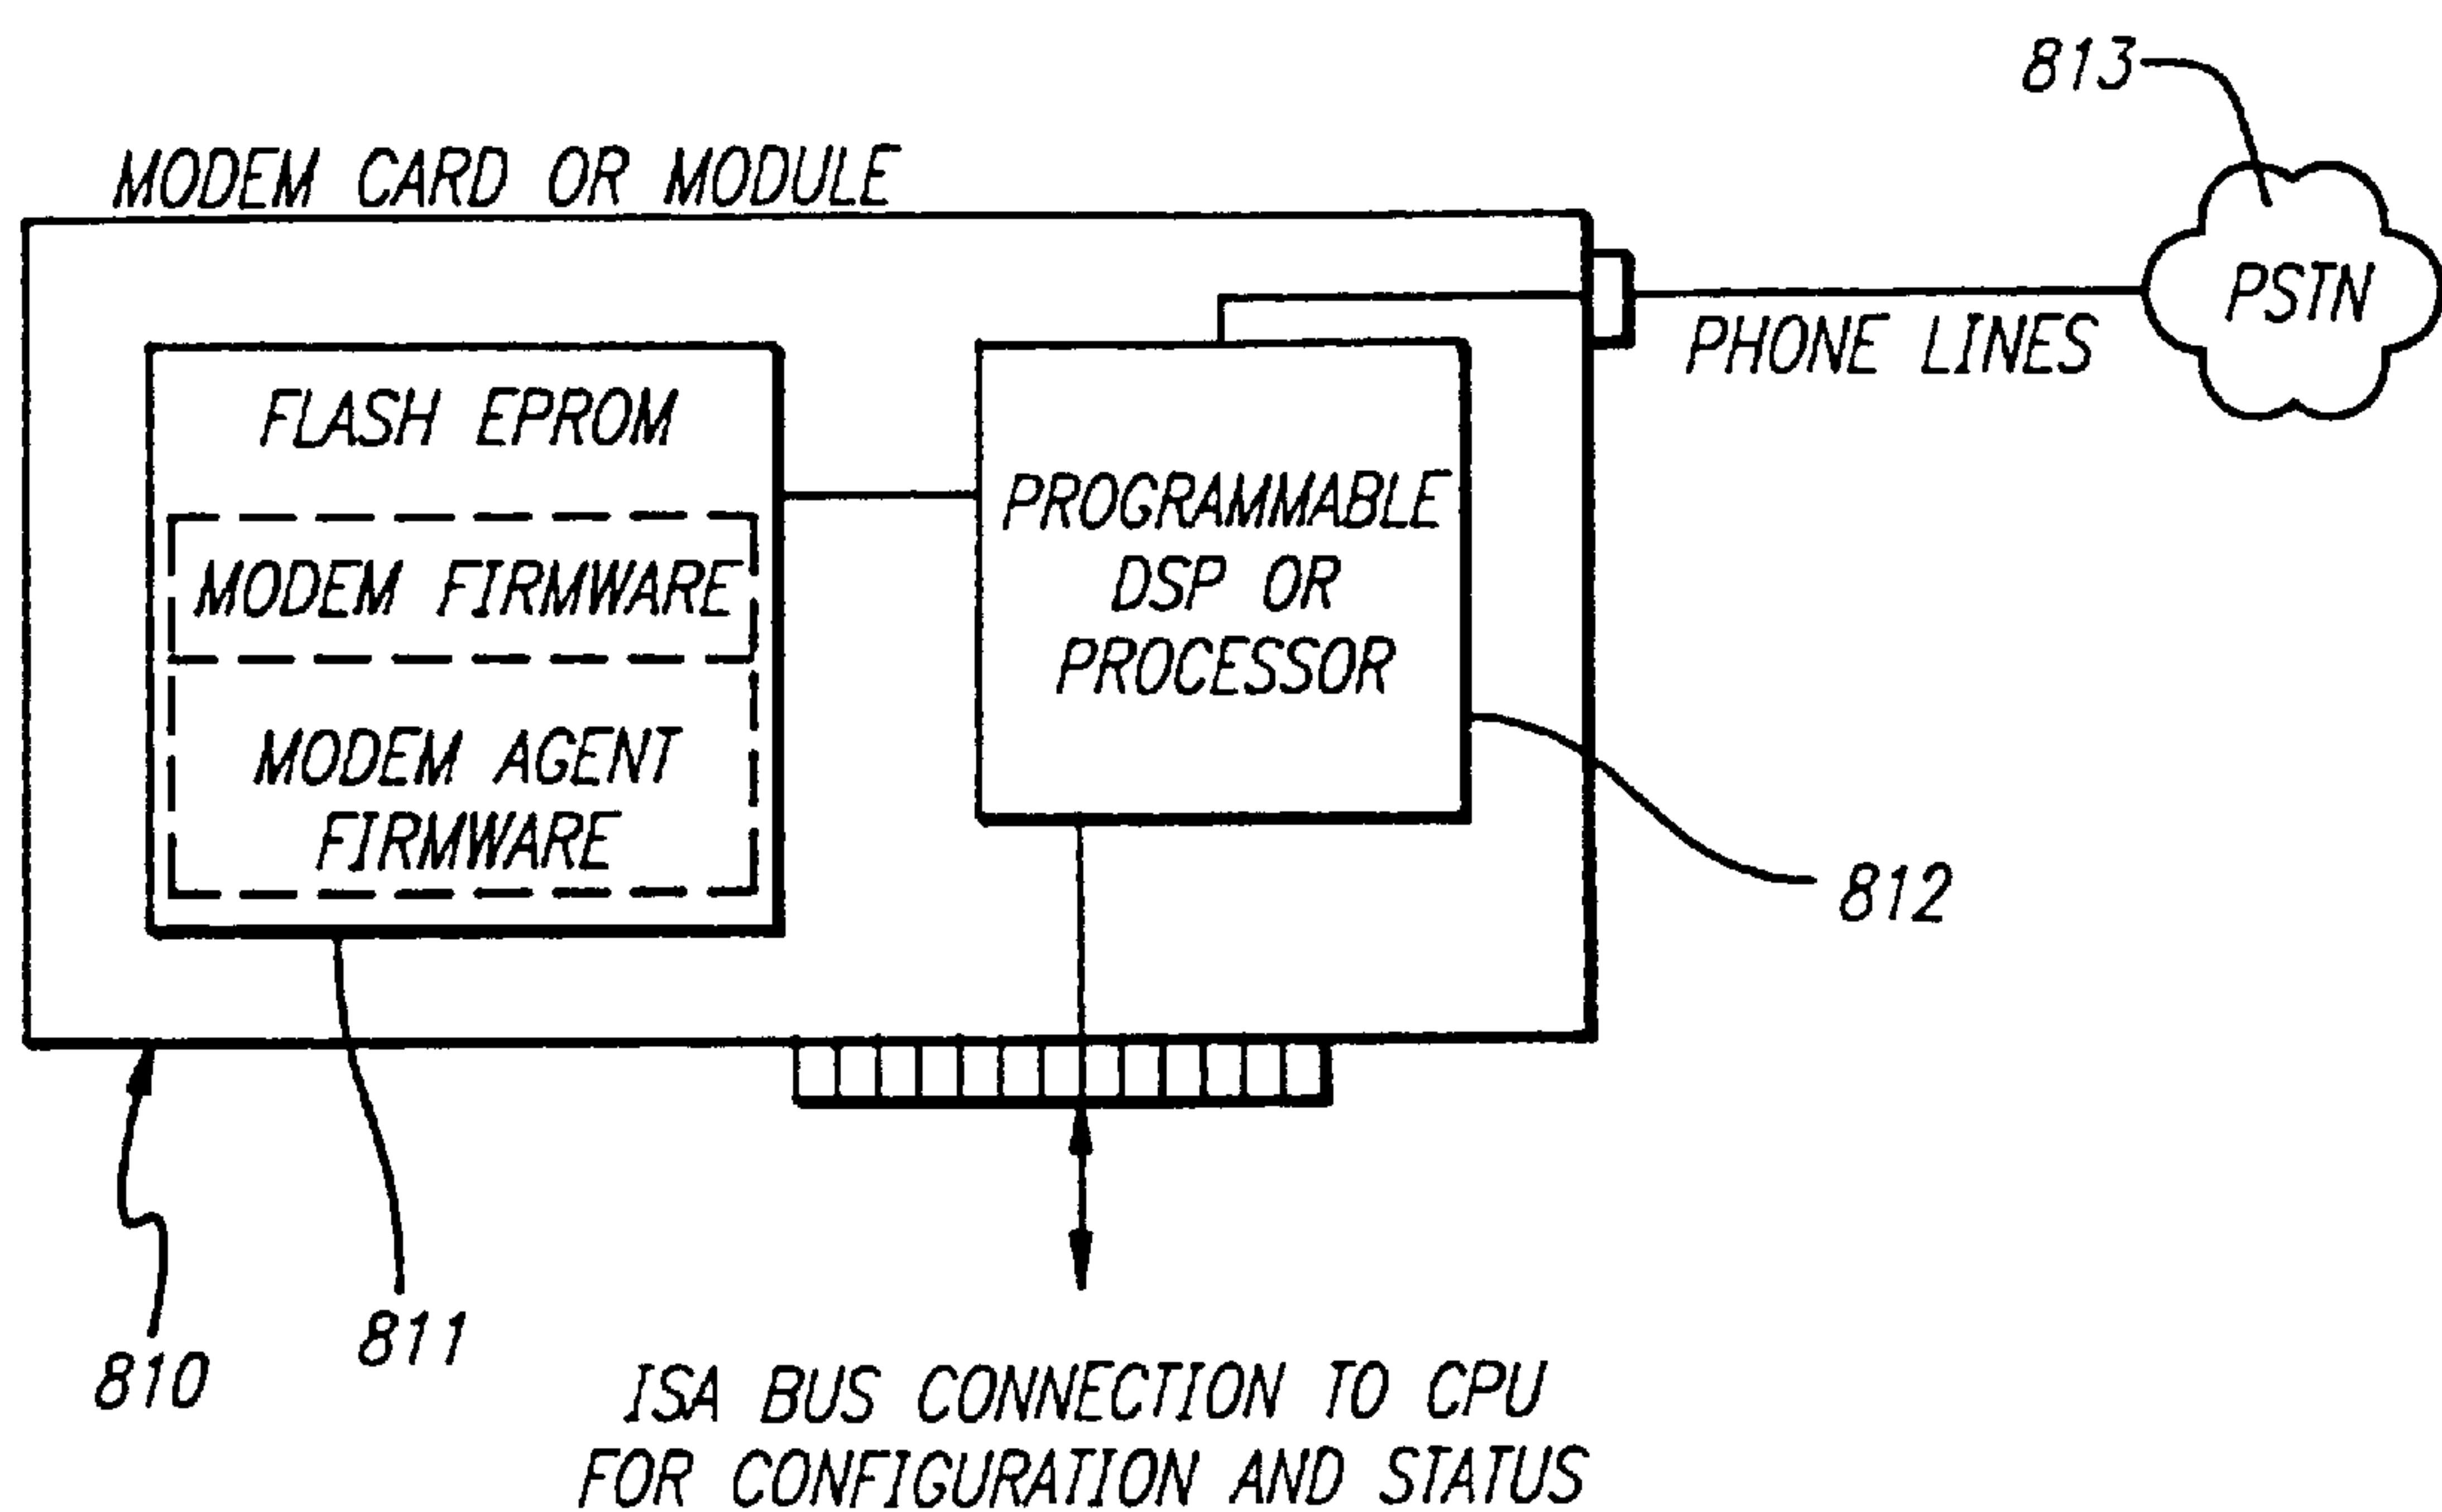 813
MODEM CARD OR MODULE
PSTN
PHONE LINES
FLASH EPROM
MODEM FIRMWARE
MODEM AGENT
FIRMWARE
PROGRAMMABLE
DSP OR
PROCESSOR
812
810
811
ISA BUS CONNECTION TO CPU
FOR CONFIGURATION AND STATUS